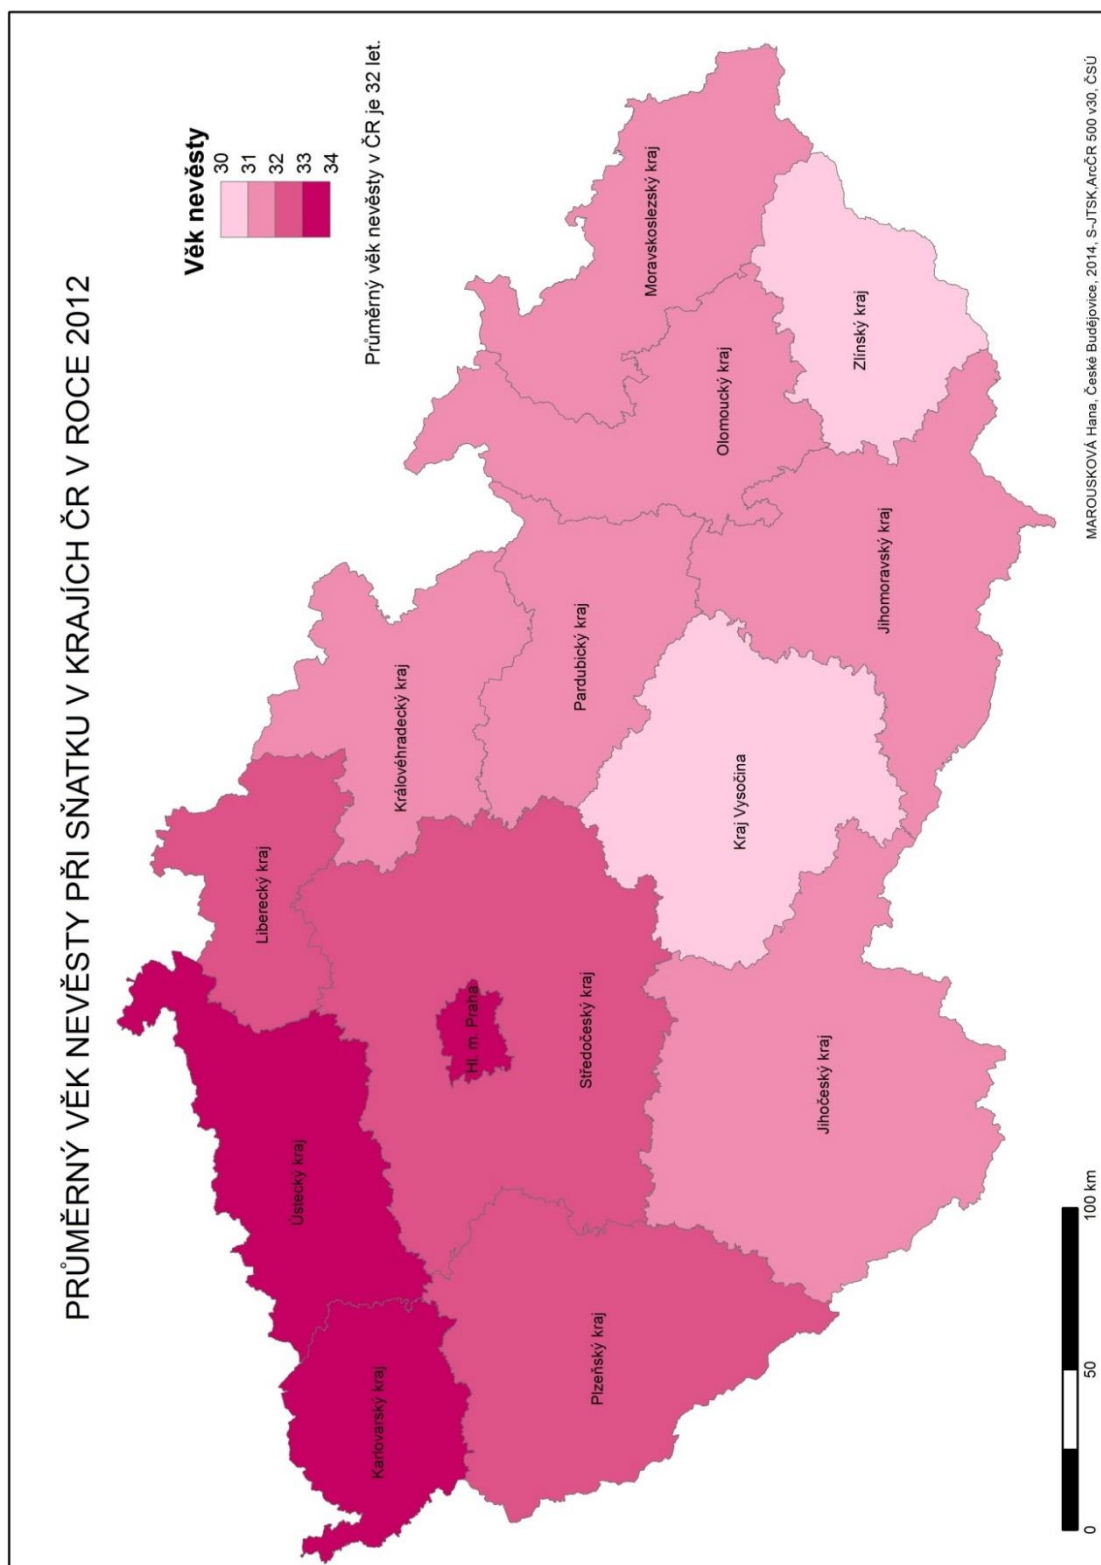 PRŮMĚRNÝ VĚK NEVĚSTY PŘI SŇATKU V KRAJÍCH ČR V ROCE 2012
Věk nevěsty
30
31
32
33
34
Průměrný věk nevěsty v ČR je 32 let.
Liberecký kraj
Ústecký kraj
Karlovarský kraj
Královéhradecký kraj
Hl. m. Praha
Středočeský kraj
Pardubický kraj
Plzeňský kraj
Moravskoslezský kraj
Olomoucký kraj
Kraj Vysočina
Jihočeský kraj
Zlínský kraj
Jihomoravský kraj
0
50
100 km
MAROUSKOVÁ Hana, České Budějovice, 2014, S-JTSK,ArcČR 500 v30, ČSÚ